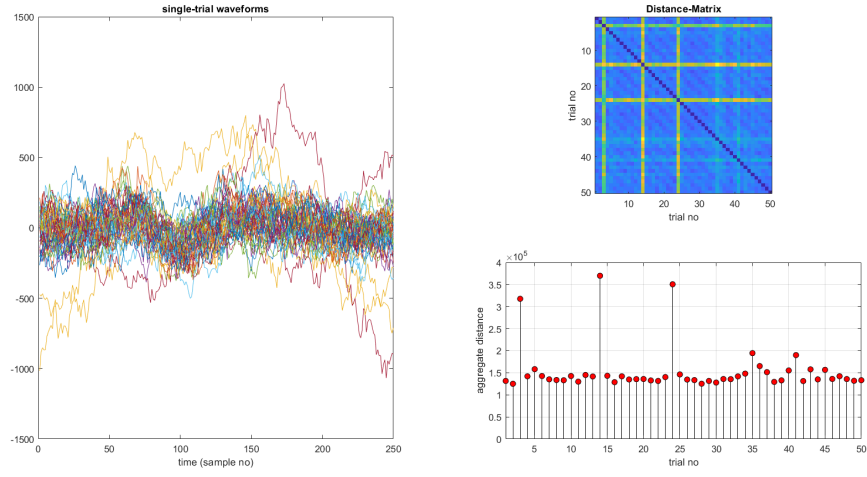 single-trial waveforms
1500
1000
500
0
-500
-1000
-1500
0 50 100 150 200 250
time (sample no)
Distance-Matrix
trial no
10
20
30
40
50
10 20 30 40 50
trial no
×10⁵
aggregate distance
4
3.5
3
2.5
2
1.5
1
0.5
0
5 10 15 20 25 30 35 40 45 50
trial no